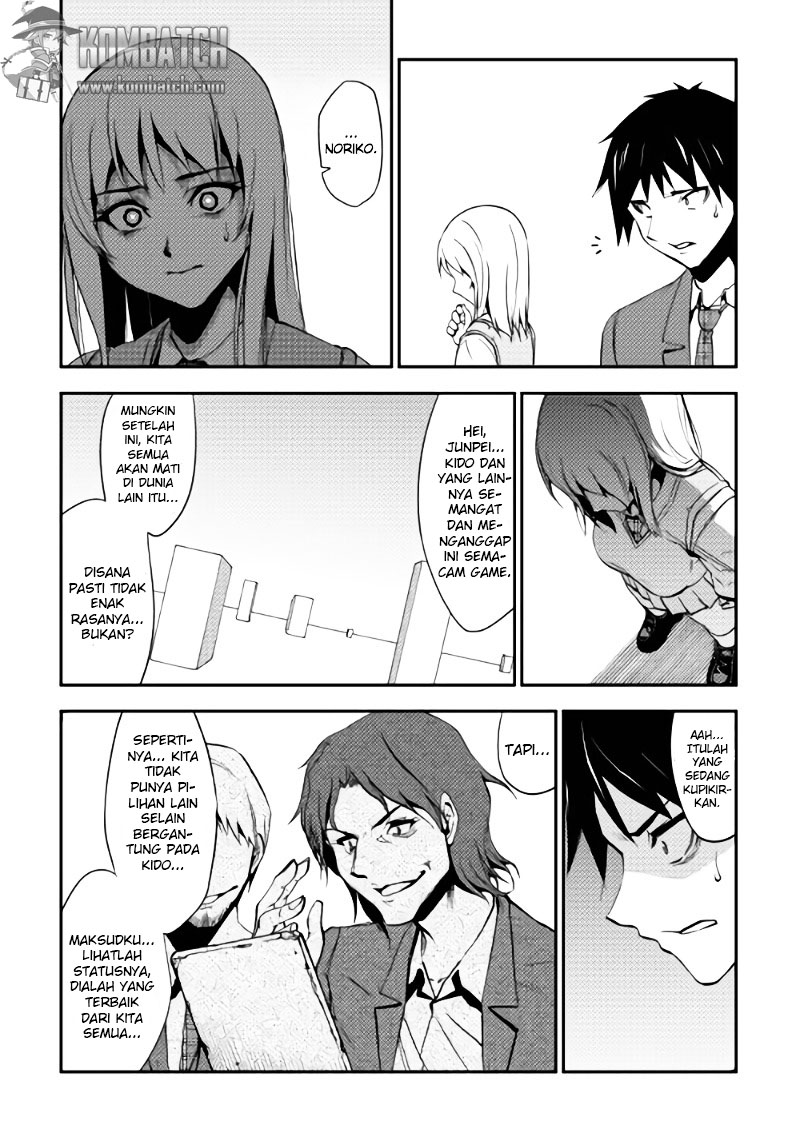 KOMBATCH
www.kombatch.com
...
NORIKO.
HEI,
JUNPEI...
KIDO DAN
YANG LAIN-
NYA SE-
MANGAT
DAN ME-
NGANGGAP
INI SEMA-
CAM GAME.
MUNGKIN
SETELAH
INI, KITA
SEMUA
AKAN MATI
DI DUNIA
LAIN ITU...
DISANA
PASTI TIDAK
ENAK
RASANYA...
BUKAN?
AAH...
ITULAH
YANG
SEDANG
KUPIKIR-
KAN.
TAPI...
SEPERTI-
NYA... KITA
TIDAK
PUNYA PI-
LIHAN LAIN
SELAIN
BERGAN-
TUNG PADA
KIDO...
MAKSUDKU...
LIHATLAH
STATUSNYA,
DIALAH YANG
TERBAIK
DARI KITA
SEMUA...